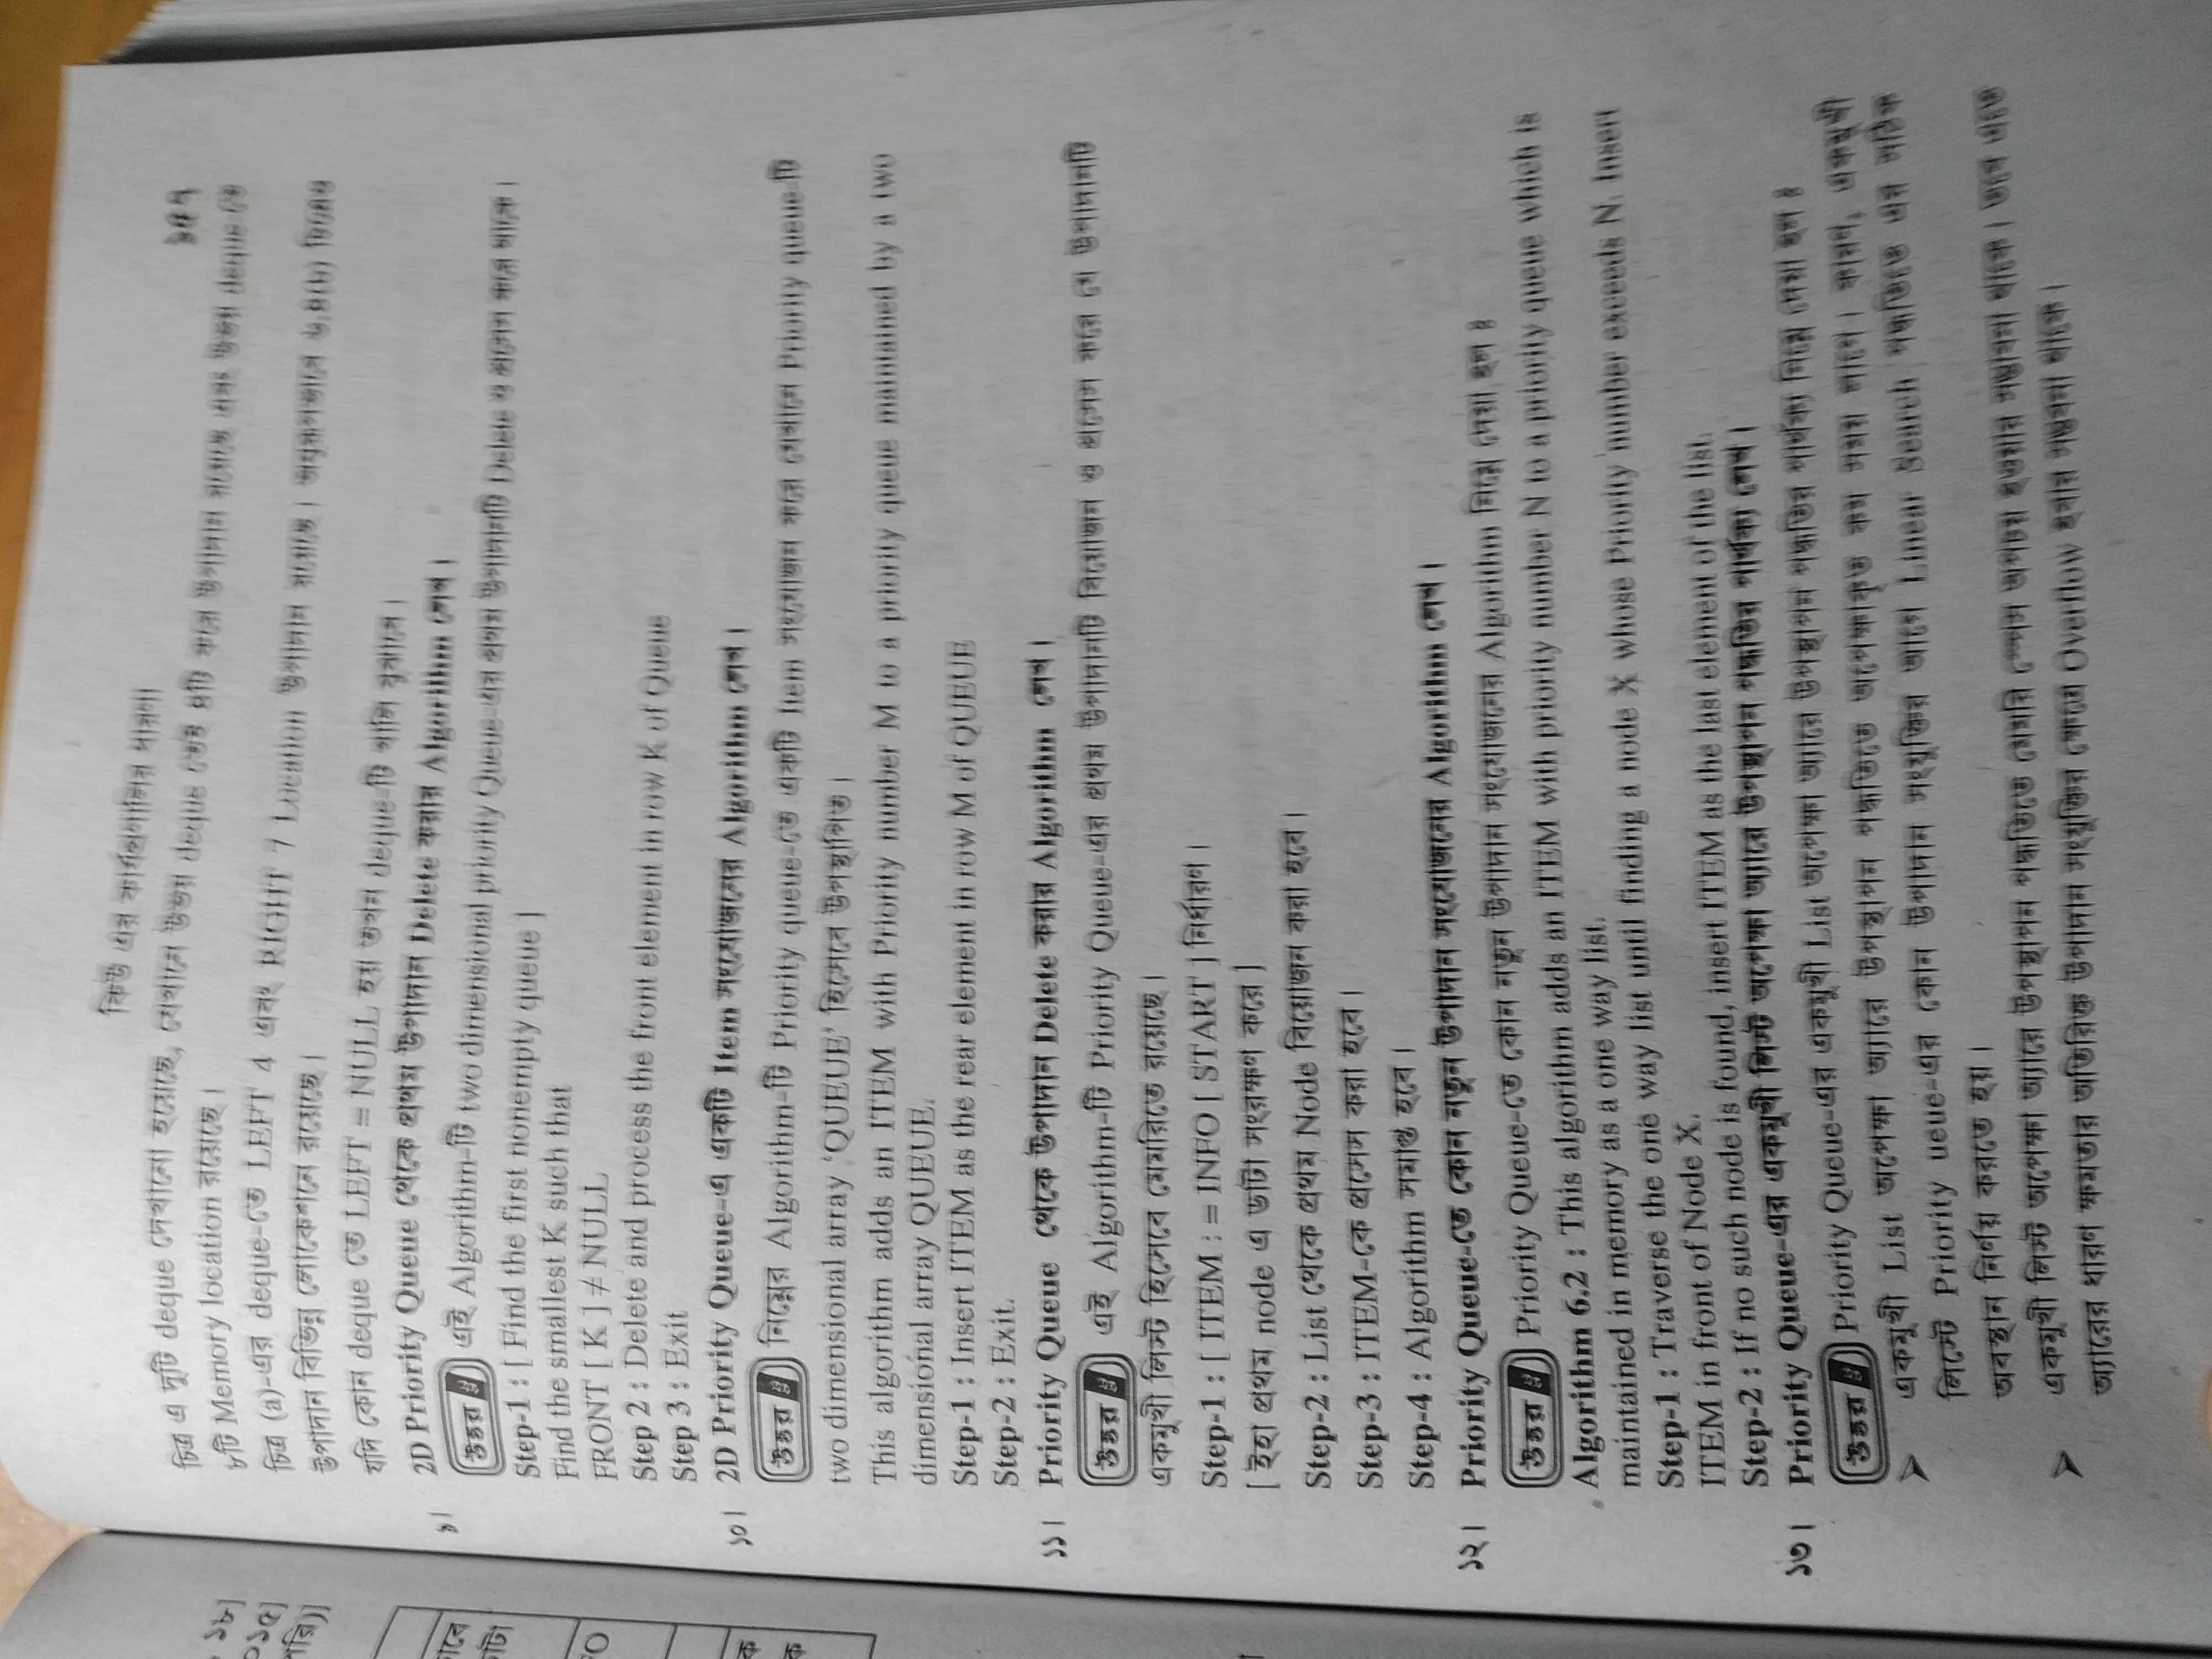 কিউ এর কার্যপ্রণালির ধারণা
১৫৭
চিত্র এ দুটি deque দেখানো হয়েছে, যেখানে উভয় deque তেই ৪টি করে উপাদান রয়েছে এবং উভয় deque-তে
৮টি Memory location রয়েছে।
চিত্র (a)-এর deque-তে LEFT 4 এবং RIGHT 7 Location উপাদান রয়েছে। অনুরূপভাবে চিত্রের
উপাদান বিভিন্ন লোকেশনে রয়েছে।
যদি কোন deque তে LEFT = NULL হয় তখন deque-টি খালি বুঝাবে।
৯। 2D Priority Queue থেকে প্রথম উপাদান Delete করার Algorithm লেখ।
উত্তর এই Algorithm-টি two dimensional priority Queue-এর প্রথম উপাদানটি Delete ও প্রসেস করে থাকে।
Step-1 : [ Find the first nonempty queue ]
Find the smallest K such that
FRONT [ K ] ≠ NULL
Step 2 : Delete and process the front element in row K of Queue
Step 3 : Exit
১০। 2D Priority Queue-এ একটি Item সংযোজনের Algorithm লেখ।
উত্তর নিম্নের Algorithm-টি Priority queue-তে একটি Item সংযোজন করে যেখানে Priority queue-টি
two dimensional array 'QUEUE' হিসেবে উপস্থাপিত।
This algorithm adds an ITEM with Priority number M to a priority queue maintained by a two
dimensional array QUEUE.
Step-1 : Insert ITEM as the rear element in row M of QUEUE
Step-2 : Exit.
১১। Priority Queue থেকে উপাদান Delete করার Algorithm লেখ।
উত্তর এই Algorithm-টি Priority Queue-এর প্রথম উপাদানটি বিয়োজন ও প্রসেস করে যে উপাদানটি
একমুখী লিস্ট হিসেবে মেমরিতে রয়েছে।
Step-1 : [ ITEM : = INFO [ START ] নির্ধারণ।
[ ইহা প্রথম node এ ডাটা সংরক্ষণ করে ]
Step-2 : List থেকে প্রথম Node বিয়োজন করা হবে।
Step-3 : ITEM-কে প্রসেস করা হবে।
Step-4 : Algorithm সমাপ্ত হবে।
১২। Priority Queue-তে কোন নতুন উপাদান সংযোজনের Algorithm লেখ।
উত্তর Priority Queue-তে কোন নতুন উপাদান সংযোজনের Algorithm নিম্নে দেয়া হল ঃ
Algorithm 6.2 : This algorithm adds an ITEM with priority number N to a priority queue which is
maintained in memory as a one way list.
Step-1 : Traverse the one way list until finding a node X whose Priority number exceeds N. Insert
ITEM in front of Node X.
Step-2 : If no such node is found, insert ITEM as the last element of the list.
১৩। Priority Queue-এর একমুখী লিস্ট অপেক্ষা অ্যারে উপস্থাপন পদ্ধতির পার্থক্য লেখ।
উত্তর Priority Queue-এর একমুখী List অপেক্ষা অ্যারে উপস্থাপন পদ্ধতির পার্থক্য নিম্নে দেয়া হল ঃ
➤ একমুখী List অপেক্ষা অ্যারে উপস্থাপন পদ্ধতিতে অপেক্ষাকৃত কম সময় লাগে। কারণ, একমুখী
লিস্টে Priority ueue-এর কোন উপাদান সংযুক্তির আগে Linear Search পদ্ধতিতে এর সঠিক
অবস্থান নির্ণয় করতে হয়।
➤ একমুখী লিস্ট অপেক্ষা অ্যারে উপস্থাপন পদ্ধতিতে মেমরি স্পেস অপচয় হওয়ার সম্ভাবনা থাকে। তবে এতে
অ্যারের ধারণ ক্ষমতার অতিরিক্ত উপাদান সংযুক্তির ক্ষেত্রে Overflow হবার সম্ভাবনা থাকে।